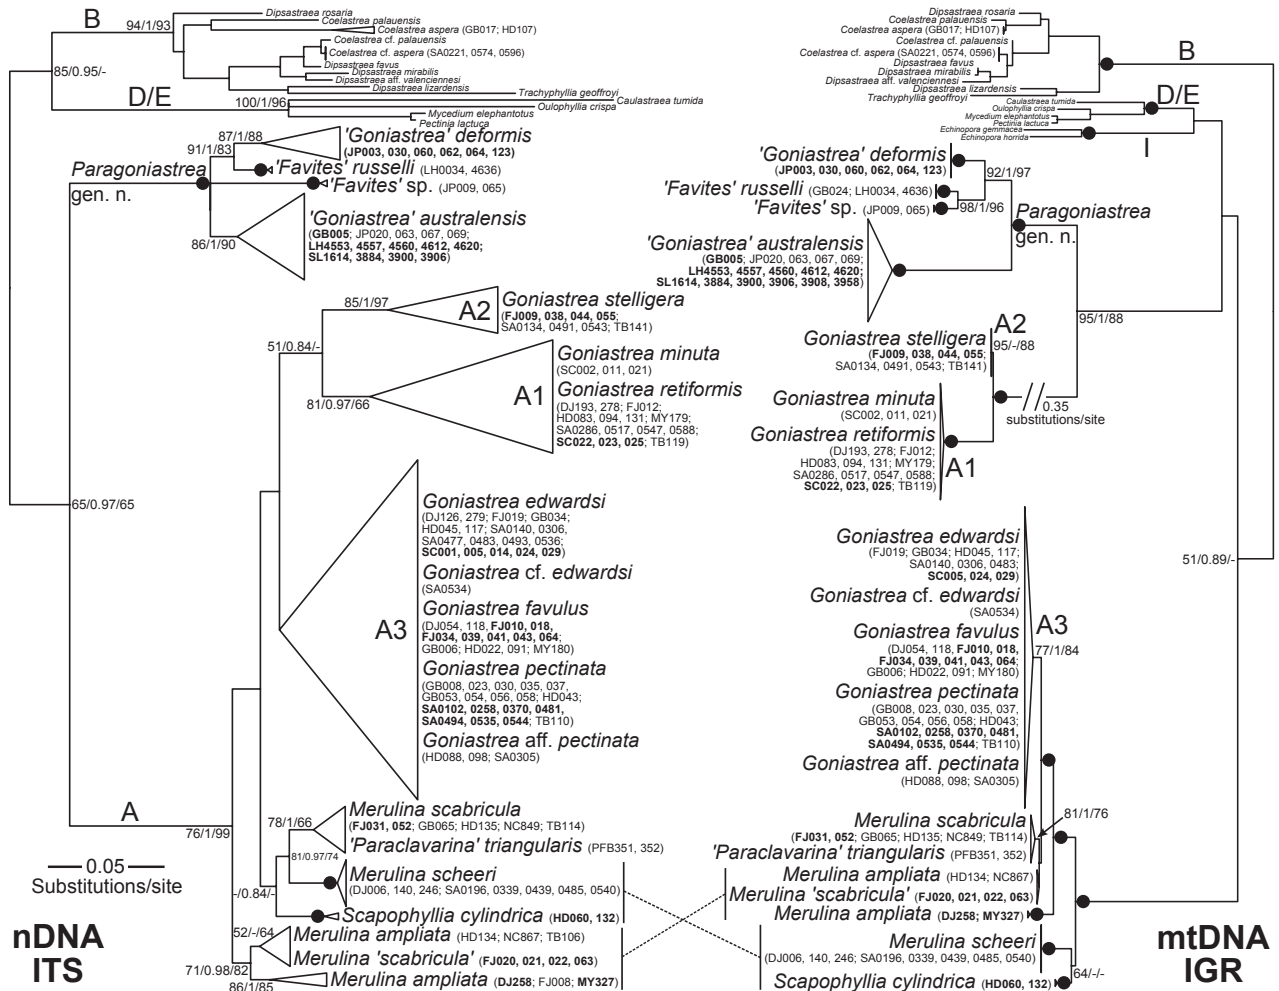 B
94/1/93
Dipsastraea rosaria
Coelastrea palauensis
Coelastrea aspera (GB017; HD107)
Coelastrea cf. palauensis
Coelastrea cf. aspera (SA0221, 0574, 0596)
Dipsastraea favus
Dipsastraea mirabilis
Dipsastraea aff. valenciennesi
Dipsastraea lizardensis
Trachyphyllia geoffroyi
85/0.95/-
D/E
100/1/96
Caulastraea tumida
Oulophyllia crispa
Mycedium elephantotus
Pectinia lactuca
87/1/88
91/1/83
'Goniastrea' deformis
(JP003, 030, 060, 062, 064, 123)
Paragoniastrea
gen. n.
'Favites' russelli (LH0034, 4636)
'Favites' sp. (JP009, 065)
86/1/90
'Goniastrea' australensis
(GB005; JP020, 063, 067, 069;
LH4553, 4557, 4560, 4612, 4620;
SL1614, 3884, 3900, 3906)
85/1/97
A2
Goniastrea stelligera
(FJ009, 038, 044, 055;
SA0134, 0491, 0543; TB141)
51/0.84/-
81/0.97/66
A1
Goniastrea minuta
(SC002, 011, 021)
Goniastrea retiformis
(DJ193, 278; FJ012;
HD083, 094, 131; MY179;
SA0286, 0517, 0547, 0588;
SC022, 023, 025; TB119)
65/0.97/65
A3
Goniastrea edwardsi
(DJ126, 279; FJ019; GB034;
HD045, 117; SA0140, 0306,
SA0477, 0483, 0493, 0536;
SC001, 005, 014, 024, 029)
Goniastrea cf. edwardsi
(SA0534)
Goniastrea favulus
(DJ054, 118, FJ010, 018,
FJ034, 039, 041, 043, 064;
GB006; HD022, 091; MY180)
Goniastrea pectinata
(GB008, 023, 030, 035, 037,
GB053, 054, 056, 058; HD043;
SA0102, 0258, 0370, 0481,
SA0494, 0535, 0544; TB110)
Goniastrea aff. pectinata
(HD088, 098; SA0305)
A
76/1/99
78/1/66
Merulina scabricula
(FJ031, 052; GB065; HD135; NC849; TB114)
'Paraclavarina' triangularis (PFB351, 352)
81/0.97/74
Merulina scheeri
(DJ006, 140, 246; SA0196, 0339, 0439, 0485, 0540)
-/0.84/-
Scapophyllia cylindrica (HD060, 132)
52/-/64
Merulina ampliata (HD134; NC867; TB106)
Merulina 'scabricula' (FJ020, 021, 022, 063)
71/0.98/82
86/1/85
Merulina ampliata (DJ258; FJ008; MY327)
0.05
Substitutions/site
nDNA
ITS
Dipsastraea rosaria
Coelastrea palauensis
Coelastrea aspera (GB017; HD107)
Coelastrea cf. palauensis
Coelastrea cf. aspera (SA0221, 0574, 0596)
Dipsastraea favus
Dipsastraea mirabilis
Dipsastraea aff. valenciennesi
Dipsastraea lizardensis
Trachyphyllia geoffroyi
B
Caulastraea tumida
Oulophyllia crispa
Mycedium elephantotus
Pectinia lactuca
D/E
Echinopora gemmacea
Echinopora horrida
I
'Goniastrea' deformis
(JP003, 030, 060, 062, 064, 123)
92/1/97
'Favites' russelli (GB024; LH0034, 4636)
'Favites' sp. (JP009, 065)
98/1/96
Paragoniastrea
gen. n.
'Goniastrea' australensis
(GB005; JP020, 063, 067, 069;
LH4553, 4557, 4560, 4612, 4620;
SL1614, 3884, 3900, 3906, 3908, 3958)
95/1/88
A2
95/-/88
Goniastrea stelligera
(FJ009, 038, 044, 055;
SA0134, 0491, 0543; TB141)
0.35
substitutions/site
Goniastrea minuta
(SC002, 011, 021)
Goniastrea retiformis
(DJ193, 278; FJ012;
HD083, 094, 131; MY179;
SA0286, 0517, 0547, 0588;
SC022, 023, 025; TB119)
A1
51/0.89/-
Goniastrea edwardsi
(FJ019; GB034; HD045, 117;
SA0140, 0306, 0483;
SC005, 024, 029)
Goniastrea cf. edwardsi
(SA0534)
A3
77/1/84
Goniastrea favulus
(DJ054, 118, FJ010, 018,
FJ034, 039, 041, 043, 064;
GB006; HD022, 091; MY180)
Goniastrea pectinata
(GB008, 023, 030, 035, 037,
GB053, 054, 056, 058; HD043;
SA0102, 0258, 0370, 0481,
SA0494, 0535, 0544; TB110)
Goniastrea aff. pectinata
(HD088, 098; SA0305)
81/1/76
Merulina scabricula
(FJ031, 052; GB065; HD135; NC849; TB114)
'Paraclavarina' triangularis (PFB351, 352)
Merulina ampliata (HD134; NC867)
Merulina 'scabricula' (FJ020, 021, 022, 063)
Merulina ampliata (DJ258; MY327)
Merulina scheeri
(DJ006, 140, 246; SA0196, 0339, 0439, 0485, 0540)
64/-/-
Scapophyllia cylindrica (HD060, 132)
mtDNA
IGR